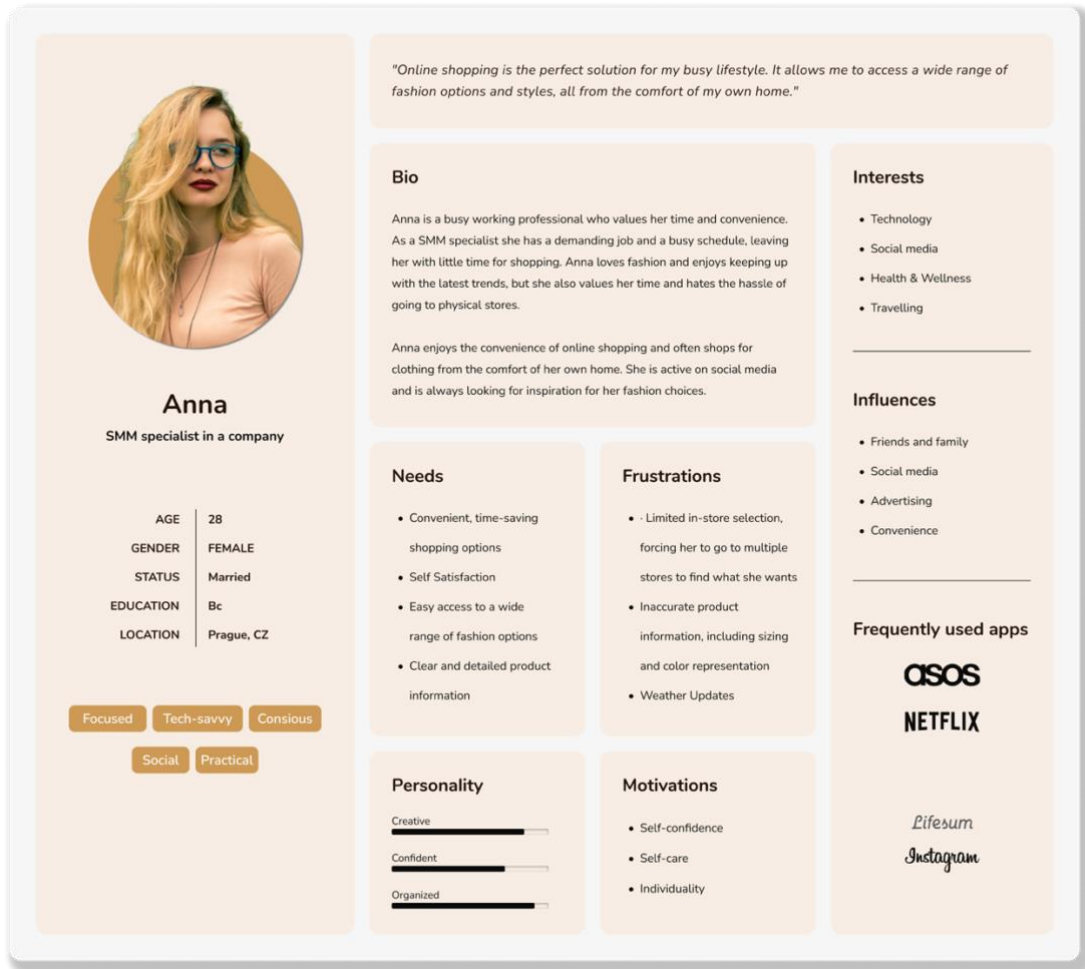 "Online shopping is the perfect solution for my busy lifestyle. It allows me to access a wide range of
fashion options and styles, all from the comfort of my own home."
Anna
SMM specialist in a company
AGE 28
GENDER FEMALE
STATUS Married
EDUCATION Bc
LOCATION Prague, CZ
Focused Tech-savvy Consious
Social Practical
Bio
Anna is a busy working professional who values her time and convenience.
As a SMM specialist she has a demanding job and a busy schedule, leaving
her with little time for shopping. Anna loves fashion and enjoys keeping up
with the latest trends, but she also values her time and hates the hassle of
going to physical stores.
Anna enjoys the convenience of online shopping and often shops for
clothing from the comfort of her own home. She is active on social media
and is always looking for inspiration for her fashion choices.
Needs
• Convenient, time-saving
shopping options
• Self Satisfaction
• Easy access to a wide
range of fashion options
• Clear and detailed product
information
Frustrations
• · Limited in-store selection,
forcing her to go to multiple
stores to find what she wants
• Inaccurate product
information, including sizing
and color representation
• Weather Updates
Personality
Creative
Confident
Organized
Motivations
• Self-confidence
• Self-care
• Individuality
Interests
• Technology
• Social media
• Health & Wellness
• Travelling
Influences
• Friends and family
• Social media
• Advertising
• Convenience
Frequently used apps
asos
NETFLIX
Lifesum
Instagram